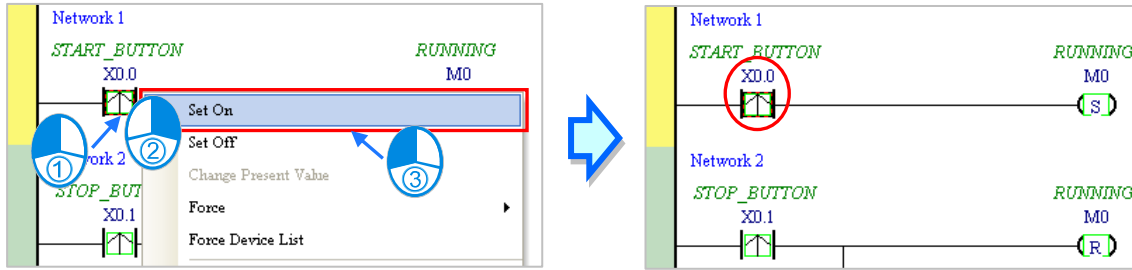 Network 1
START_BUTTON RUNNING
X0.0 M0
Set On
② 
Set Off
①
work 2
Change Present Value
③
STOP_BUT
Force
X0.1
Force Device List
Network 1
START_BUTTON RUNNING
X0.0 M0
S
Network 2
STOP_BUTTON RUNNING
X0.1 M0
R